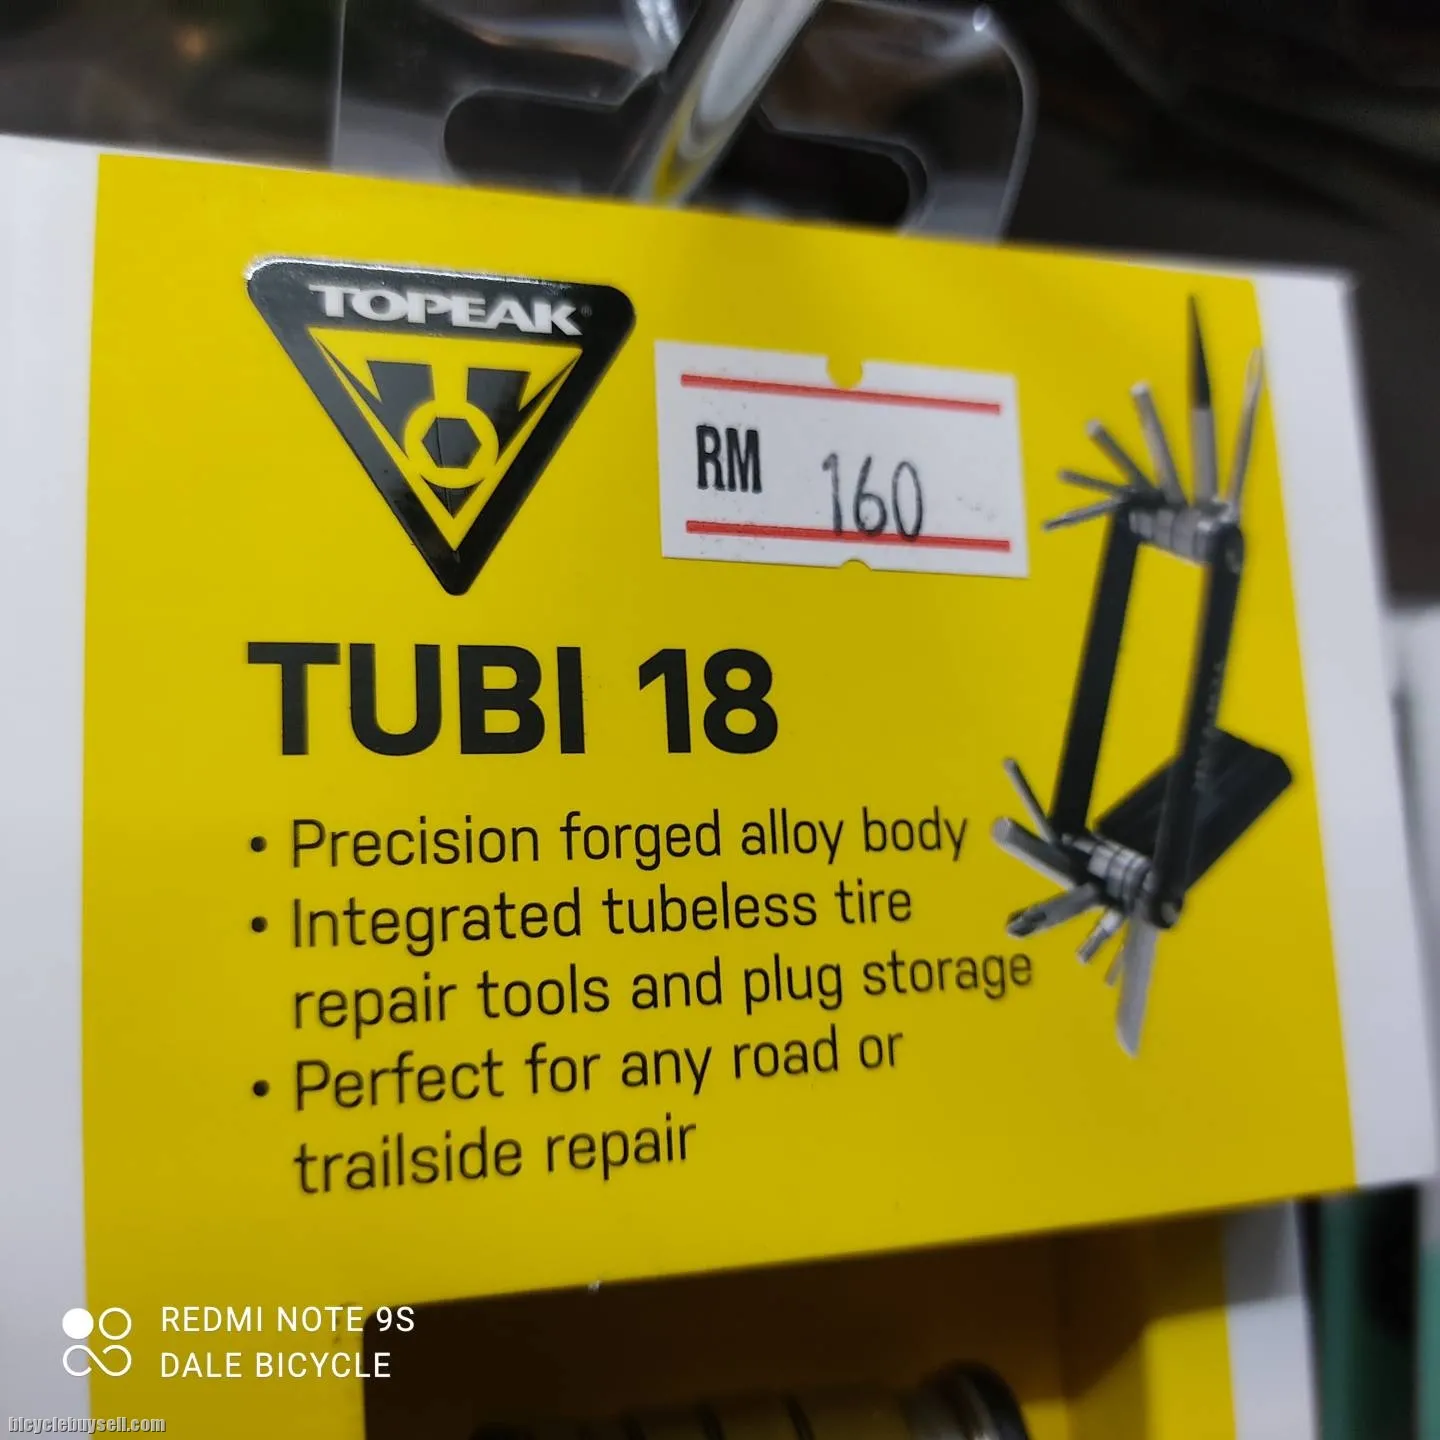 TOPEAK
RM 160
TUBI 18
• Precision forged alloy body
• Integrated tubeless tire
repair tools and plug storage
• Perfect for any road or
trailside repair
REDMI NOTE 9S
DALE BICYCLE
bicyclebuysell.com